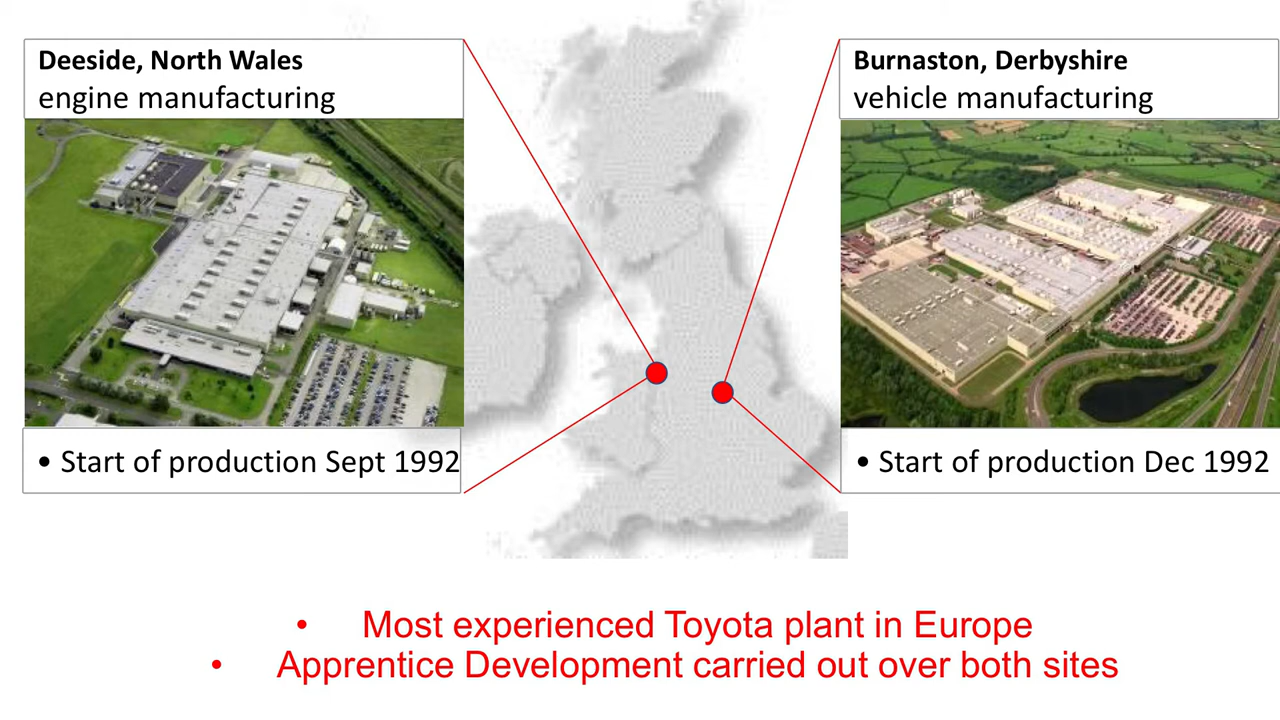 Deeside, North Wales
engine manufacturing
• Start of production Sept 1992
Burnaston, Derbyshire
vehicle manufacturing
• Start of production Dec 1992
• Most experienced Toyota plant in Europe
• Apprentice Development carried out over both sites